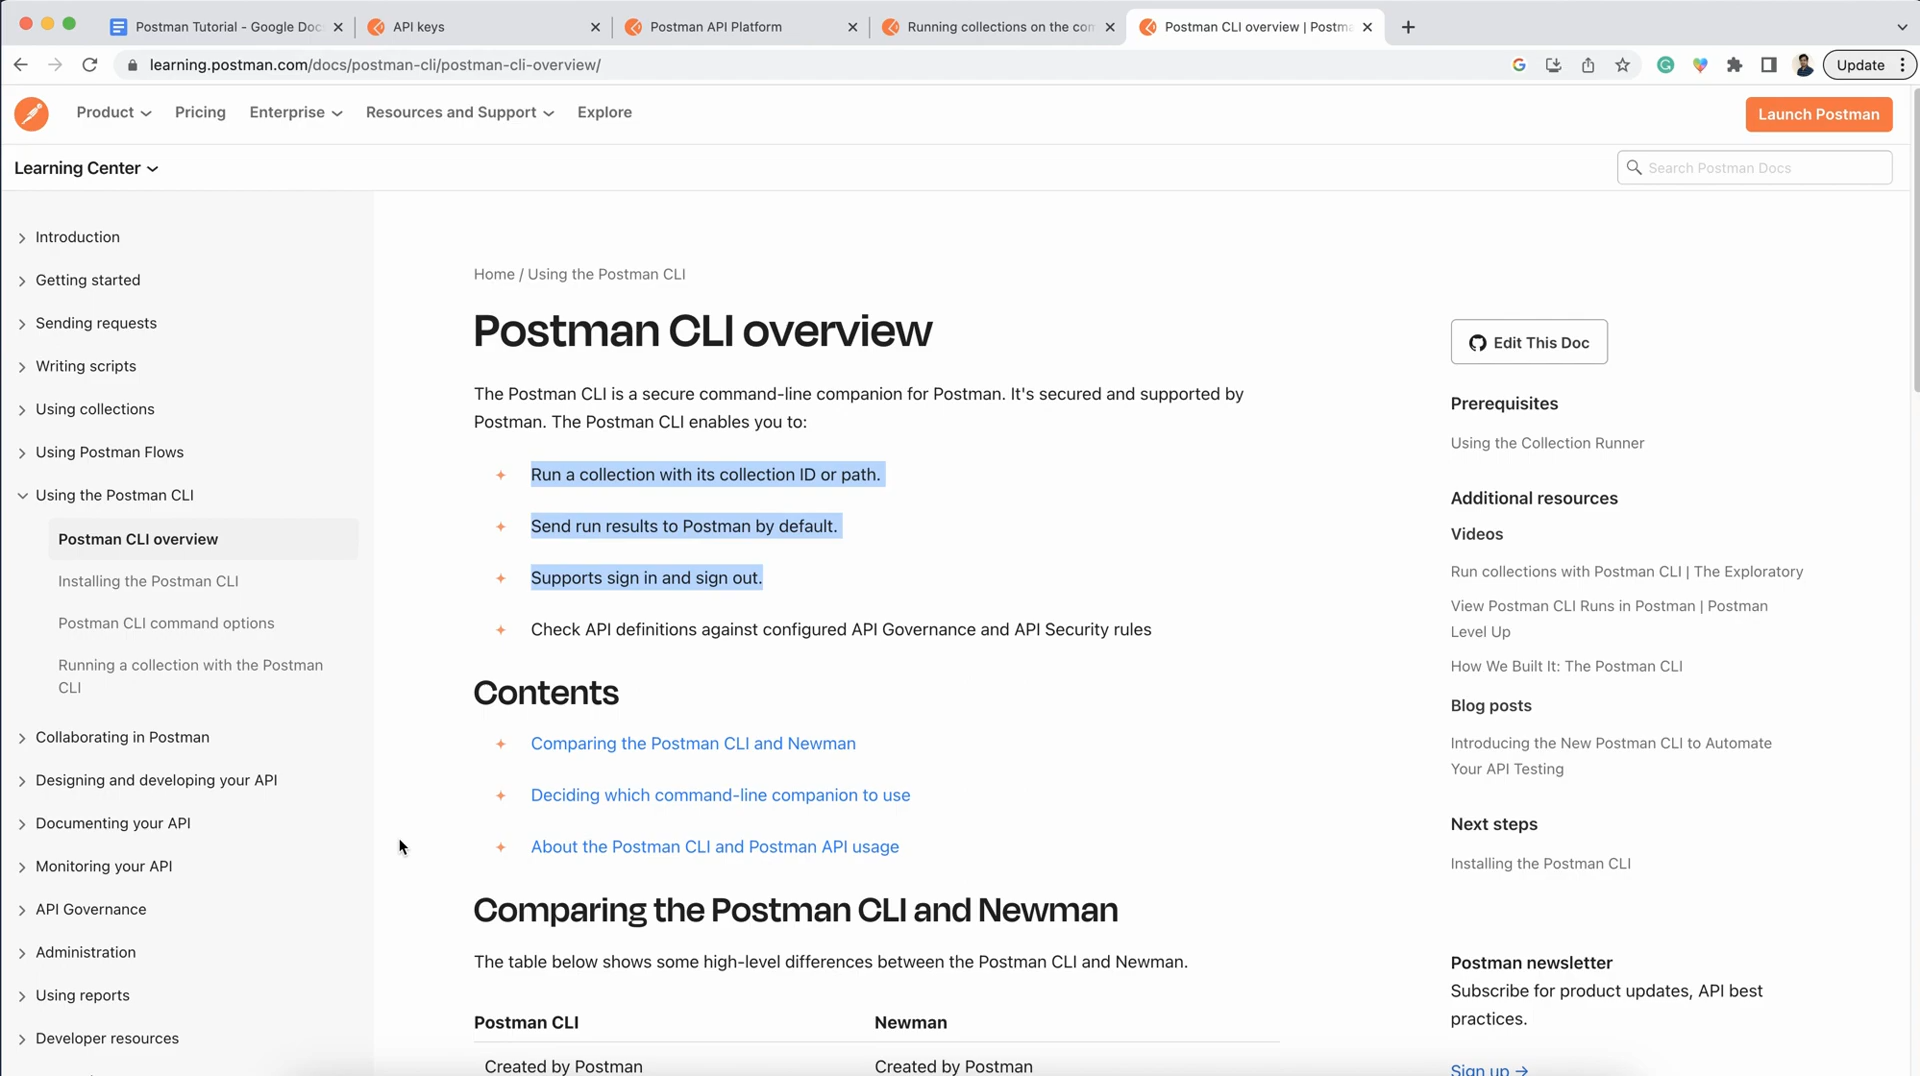 Postman Tutorial - Google Doc
API keys
Postman API Platform
Running collections on the con
Postman CLI overview | Postma
learning.postman.com/docs/postman-cli/postman-cli-overview/
Update
Product
Pricing
Enterprise
Resources and Support
Explore
Launch Postman
Learning Center
Search Postman Docs
Introduction
Getting started
Sending requests
Writing scripts
Using collections
Using Postman Flows
Using the Postman CLI
Postman CLI overview
Installing the Postman CLI
Postman CLI command options
Running a collection with the Postman
CLI
Collaborating in Postman
Designing and developing your API
Documenting your API
Monitoring your API
API Governance
Administration
Using reports
Developer resources
Home / Using the Postman CLI
Postman CLI overview
The Postman CLI is a secure command-line companion for Postman. It's secured and supported by
Postman. The Postman CLI enables you to:
Run a collection with its collection ID or path.
Send run results to Postman by default.
Supports sign in and sign out.
Check API definitions against configured API Governance and API Security rules
Contents
Comparing the Postman CLI and Newman
Deciding which command-line companion to use
About the Postman CLI and Postman API usage
Comparing the Postman CLI and Newman
The table below shows some high-level differences between the Postman CLI and Newman.
Postman CLI
Newman
Created by Postman
Created by Postman
Edit This Doc
Prerequisites
Using the Collection Runner
Additional resources
Videos
Run collections with Postman CLI | The Exploratory
View Postman CLI Runs in Postman | Postman
Level Up
How We Built It: The Postman CLI
Blog posts
Introducing the New Postman CLI to Automate
Your API Testing
Next steps
Installing the Postman CLI
Postman newsletter
Subscribe for product updates, API best
practices.
Sign up →